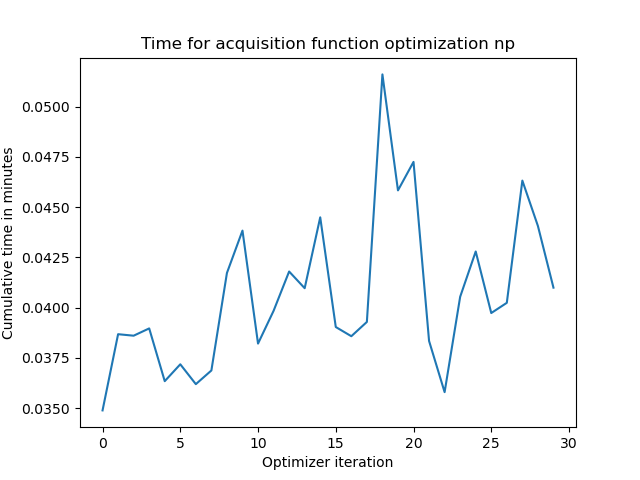 Time for acquisition function optimization np
0.0500
0.0475
0.0450
0.0425
0.0400
0.0375
0.0350
Cumulative time in minutes
0 5 10 15 20 25 30
Optimizer iteration